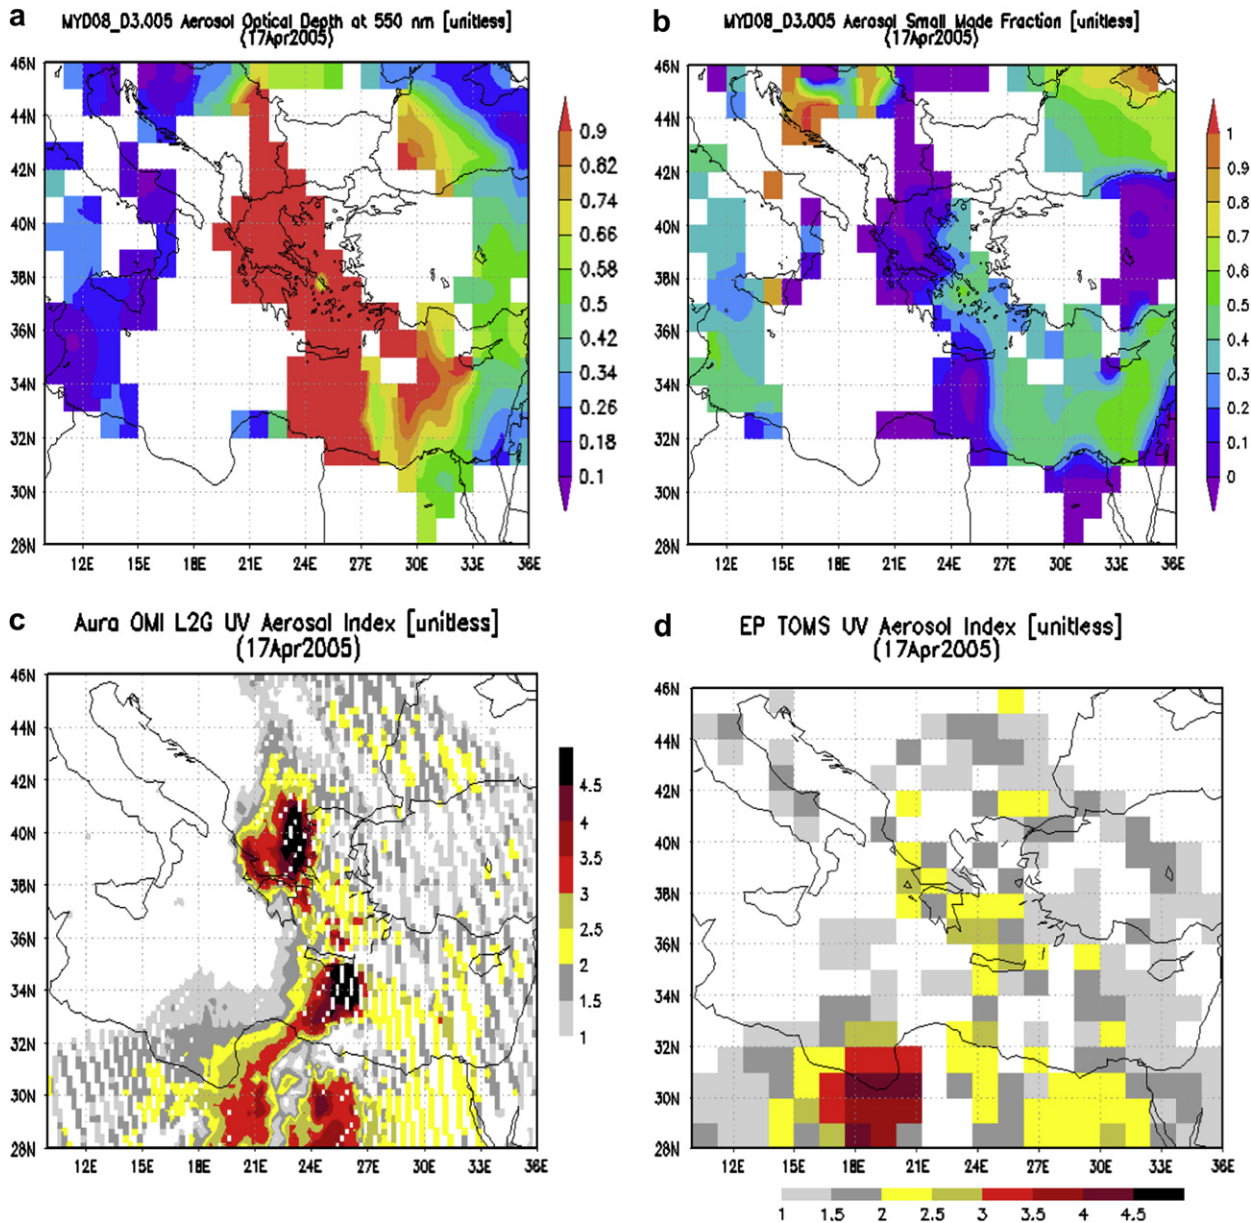 a
MYD08_D3.005 Aerosol Optical Depth at 550 nm [unitless]
(17Apr2005)
46N
44N
42N
40N
38N
36N
34N
32N
30N
28N
12E 15E 18E 21E 24E 27E 30E 33E 36E
0.9
0.82
0.74
0.66
0.58
0.5
0.42
0.34
0.26
0.18
0.1
b
MYD08_D3.005 Aerosol Small Made Fraction [unitless]
(17Apr2005)
46N
44N
42N
40N
38N
36N
34N
32N
30N
28N
12E 15E 18E 21E 24E 27E 30E 33E 36E
1
0.9
0.8
0.7
0.6
0.5
0.4
0.3
0.2
0.1
0
c
Aura OMI L2G UV Aerosol Index [unitless]
(17Apr2005)
46N
44N
42N
40N
38N
36N
34N
32N
30N
28N
12E 15E 18E 21E 24E 27E 30E 33E 36E
4.5
4
3.5
3
2.5
2
1.5
1
d
EP TOMS UV Aerosol Index [unitless]
(17Apr2005)
46N
44N
42N
40N
38N
36N
34N
32N
30N
28N
12E 15E 18E 21E 24E 27E 30E 33E 36E
1 1.5 2 2.5 3 3.5 4 4.5